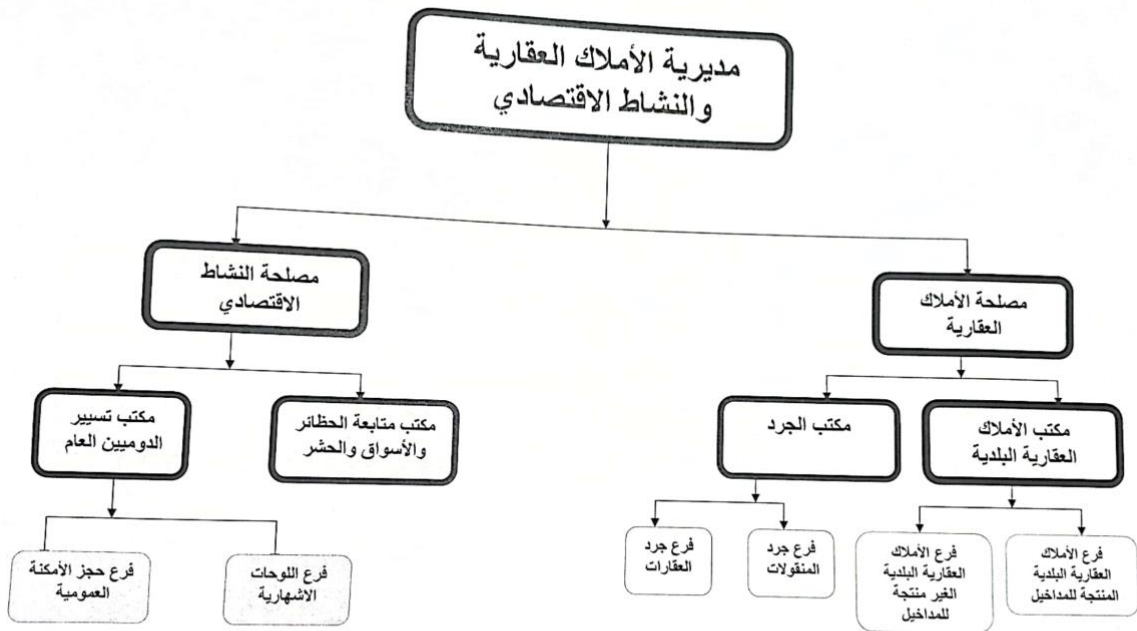 مديرية الأملاك العقارية
والنشاط الاقتصادي
مصلحة الأملاك
العقارية
مصلحة النشاط
الاقتصادي
مكتب الأملاك
العقارية البلدية
مكتب الجرد
مكتب متابعة الحظائر
والأسواق والحشر
مكتب تسيير
الدوميين العام
فرع الأملاك
العقارية البلدية
المنتجة للمداخيل
فرع الأملاك
العقارية البلدية
الغير منتجة
للمداخيل
فرع جرد
المنقولات
فرع جرد
العقارات
فرع اللوحات
الاشهارية
فرع حجز الأمكنة
العمومية